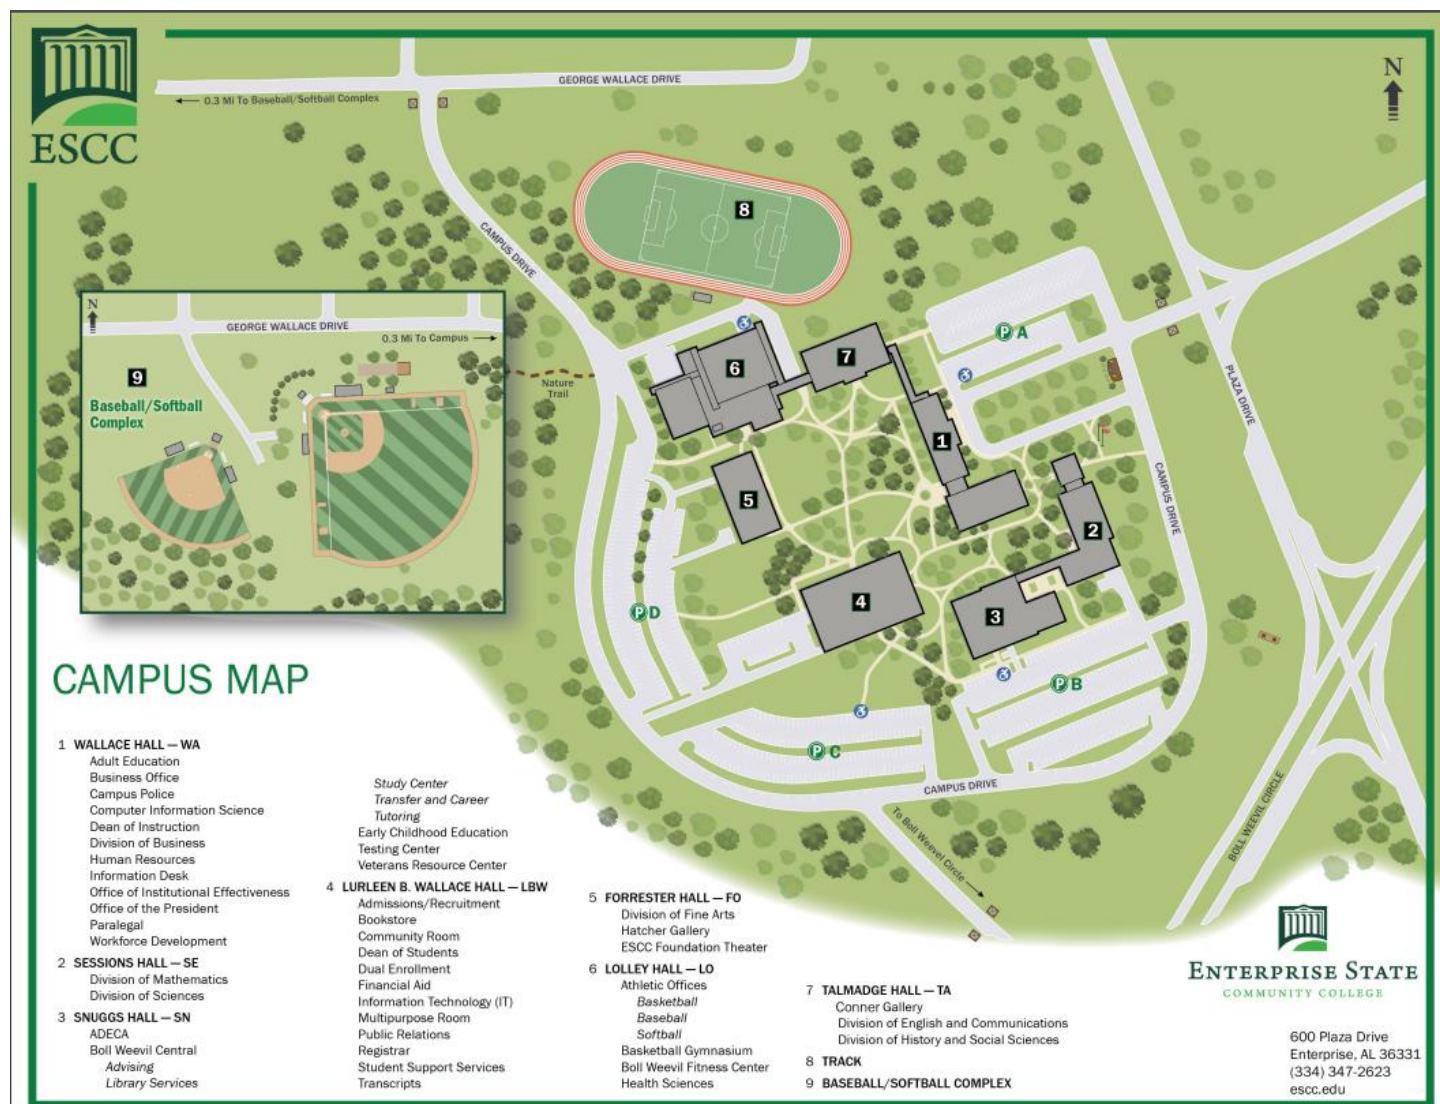 ESCC
GEORGE WALLACE DRIVE
0.3 Mi To Baseball/Softball Complex
N
8
CAMPUS DRIVE
N
GEORGE WALLACE DRIVE
0.3 Mi To Campus
9
Baseball/Softball
Complex
Nature
Trail
P A
6
7
1
PLAZA DRIVE
5
CAMPUS DRIVE
2
4
3
P D
P B
P C
CAMPUS DRIVE
To Boll Weevel Circle
BOLL WEEVIL CIRCLE
CAMPUS MAP
1 WALLACE HALL — WA
Adult Education
Business Office
Campus Police
Computer Information Science
Dean of Instruction
Division of Business
Human Resources
Information Desk
Office of Institutional Effectiveness
Office of the President
Paralegal
Workforce Development
2 SESSIONS HALL — SE
Division of Mathematics
Division of Sciences
3 SNUGGS HALL — SN
ADECA
Boll Weevil Central
Advising
Library Services
Study Center
Transfer and Career
Tutoring
Early Childhood Education
Testing Center
Veterans Resource Center
4 LURLEEN B. WALLACE HALL — LBW
Admissions/Recruitment
Bookstore
Community Room
Dean of Students
Dual Enrollment
Financial Aid
Information Technology (IT)
Multipurpose Room
Public Relations
Registrar
Student Support Services
Transcripts
5 FORRESTER HALL — FO
Division of Fine Arts
Hatcher Gallery
ESCC Foundation Theater
6 LOLLEY HALL — LO
Athletic Offices
Basketball
Baseball
Softball
Basketball Gymnasium
Boll Weevil Fitness Center
Health Sciences
7 TALMADGE HALL — TA
Conner Gallery
Division of English and Communications
Division of History and Social Sciences
8 TRACK
9 BASEBALL/SOFTBALL COMPLEX
ENTERPRISE STATE
COMMUNITY COLLEGE
600 Plaza Drive
Enterprise, AL 36331
(334) 347-2623
escc.edu